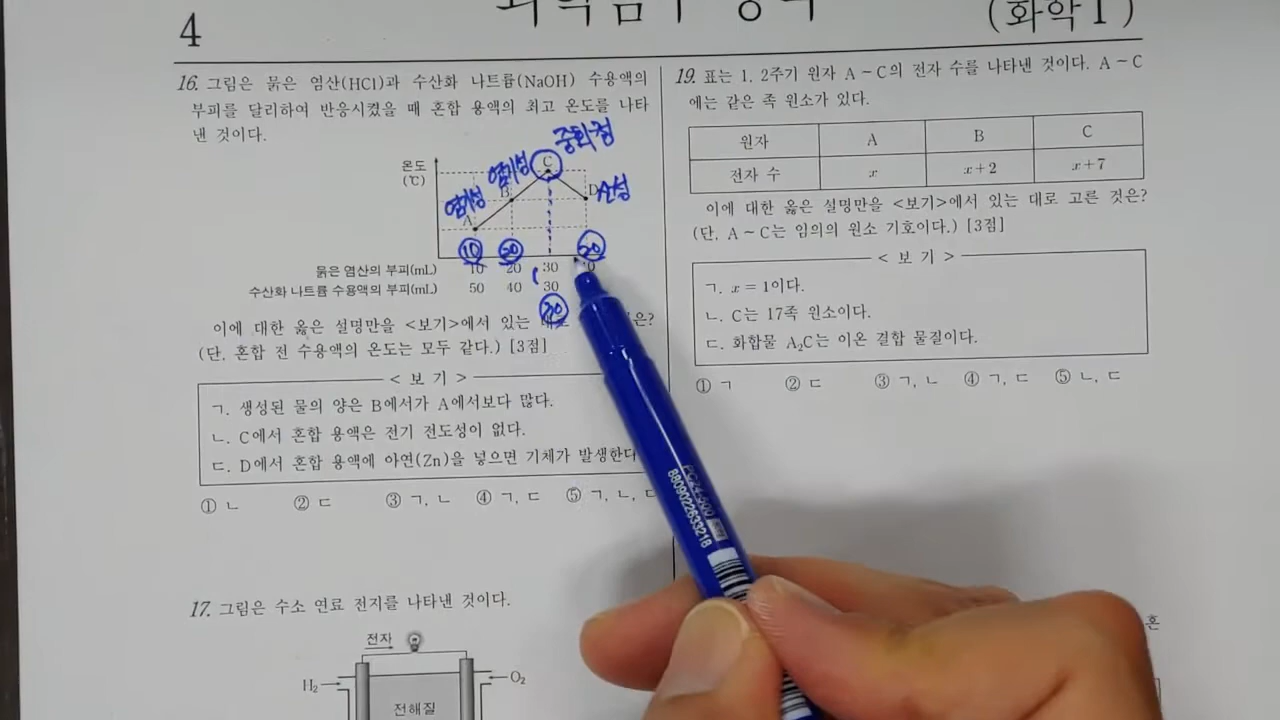 4
(화학 I)
16. 그림은 묽은 염산(HCl)과 수산화 나트륨(NaOH) 수용액의
부피를 달리하여 반응시켰을 때 혼합 용액의 최고 온도를 나타
낸 것이다.
중화점
온도
(℃)
염기성
염기성
C
B
D
산성
A
10
20
20
묽은 염산의 부피(mL) 10 20 30
수산화 나트륨 수용액의 부피(mL) 50 40 30
30
이에 대한 옳은 설명만을 <보기>에서 있는
(단, 혼합 전 수용액의 온도는 모두 같다.) [3점]
< 보 기 >
ㄱ. 생성된 물의 양은 B에서가 A에서보다 많다.
ㄴ. C에서 혼합 용액은 전기 전도성이 없다.
ㄷ. D에서 혼합 용액에 아연(Zn)을 넣으면 기체가 발생한다
① ㄴ ② ㄷ ③ ㄱ, ㄴ ④ ㄱ, ㄷ ⑤ ㄱ, ㄴ, ㄷ
17. 그림은 수소 연료 전지를 나타낸 것이다.
전자
H₂
O₂
전해질
19. 표는 1, 2주기 원자 A ~ C의 전자 수를 나타낸 것이다. A ~ C
에는 같은 족 원소가 있다.
원자 A B C
전자 수 x x+2 x+7
이에 대한 옳은 설명만을 <보기>에서 있는 대로 고른 것은?
(단, A ~ C는 임의의 원소 기호이다.) [3점]
< 보 기 >
ㄱ. x = 1이다.
ㄴ. C는 17족 원소이다.
ㄷ. 화합물 A₂C는 이온 결합 물질이다.
① ㄱ ② ㄷ ③ ㄱ, ㄴ ④ ㄱ, ㄷ ⑤ ㄴ, ㄷ
혼
PC24-500
8809022633218